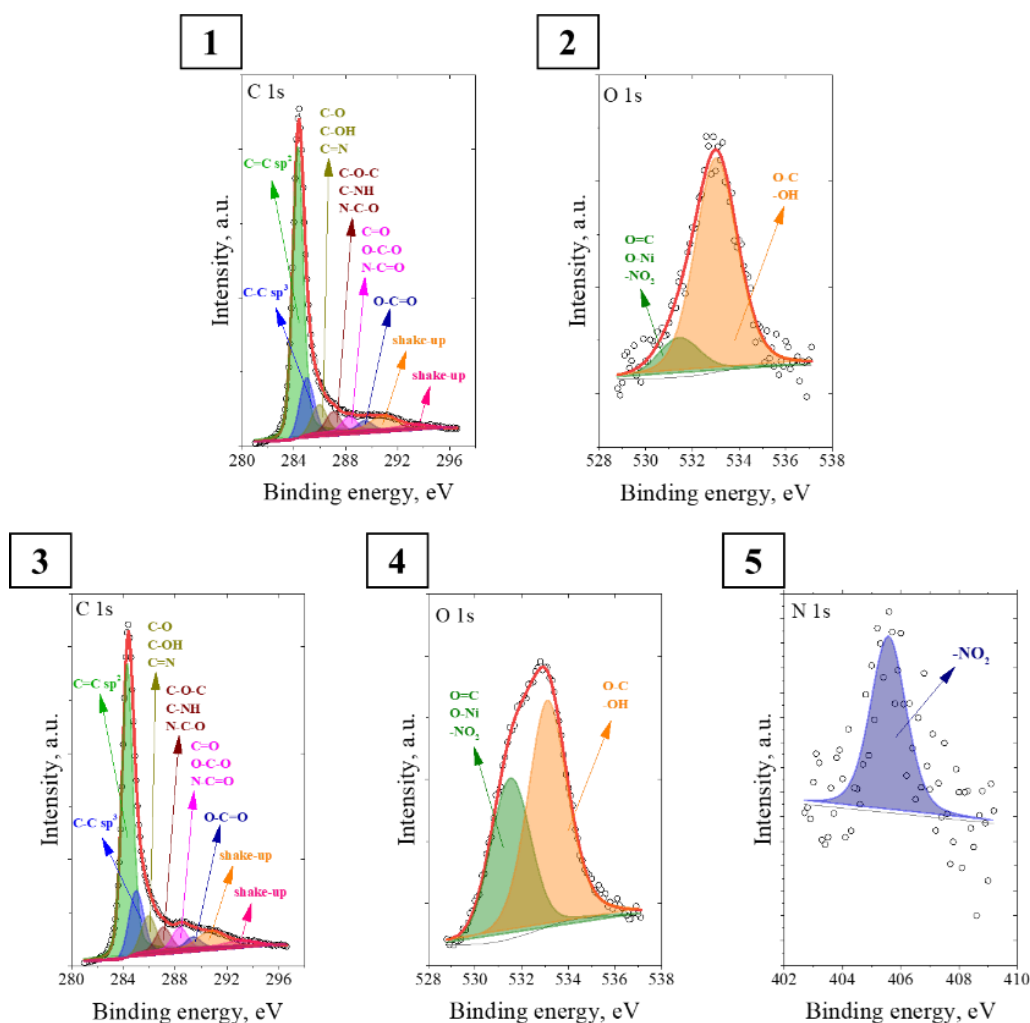 1
C 1s
C=C sp²
C-C sp³
C-O
C-OH
C=N
C-O-C
C-NH
N-C-O
C=O
O-C-O
N-C=O
O-C=O
shake-up
shake-up
Intensity, a.u.
280 284 288 292 296
Binding energy, eV
2
O 1s
O=C
O-Ni
-NO₂
O-C
-OH
Intensity, a.u.
528 530 532 534 536 538
Binding energy, eV
3
C 1s
C=C sp²
C-C sp³
C-O
C-OH
C=N
C-O-C
C-NH
N-C-O
C=O
O-C-O
N-C=O
O-C=O
shake-up
shake-up
Intensity, a.u.
280 284 288 292 296
Binding energy, eV
4
O 1s
O=C
O-Ni
-NO₂
O-C
-OH
Intensity, a.u.
528 530 532 534 536 538
Binding energy, eV
5
N 1s
-NO₂
Intensity, a.u.
402 404 406 408 410
Binding energy, eV